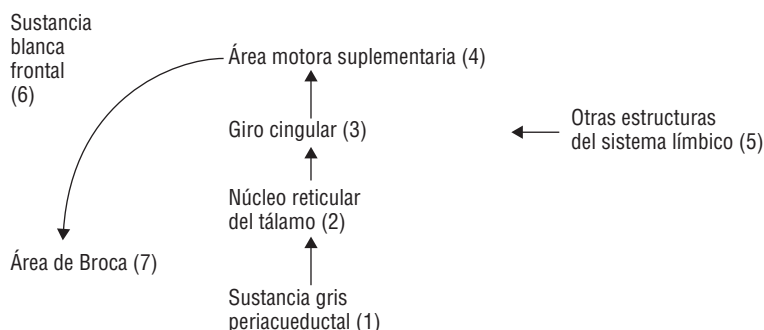 Sustancia
blanca
frontal
(6)
Área motora suplementaria (4)
Otras estructuras
del sistema límbico (5)
Giro cingular (3)
Núcleo reticular
del tálamo (2)
Área de Broca (7)
Sustancia gris
periacueductal (1)